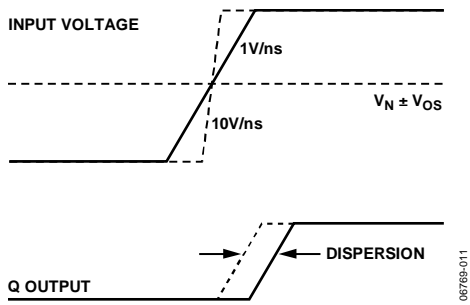 INPUT VOLTAGE
1V/ns
V_N ± V_OS
10V/ns
DISPERSION
Q OUTPUT
06769-011